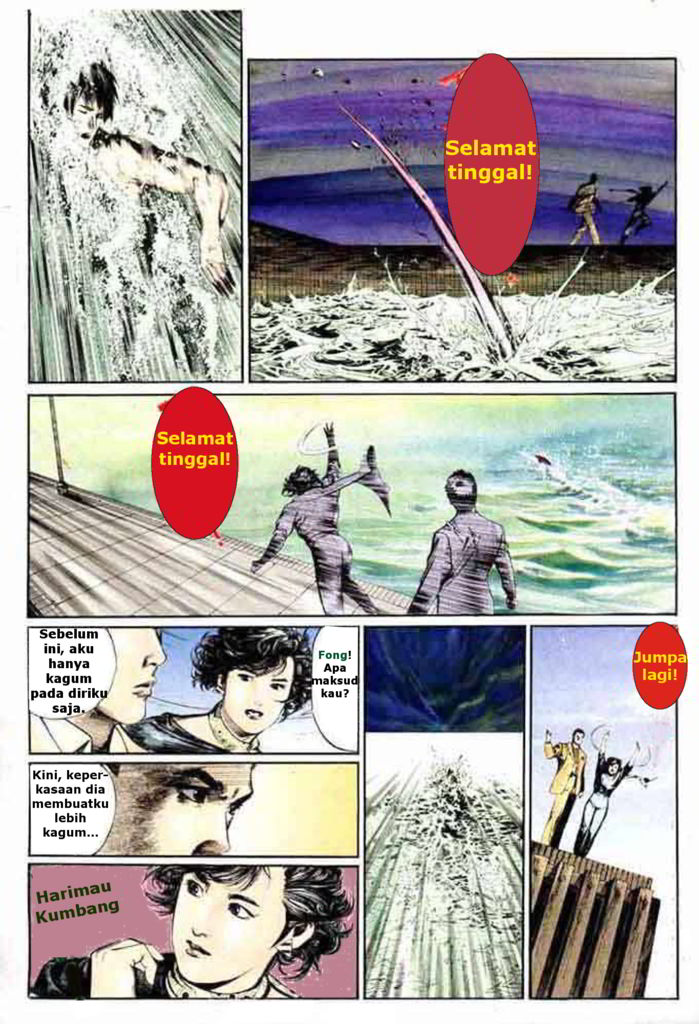 Selamat
tinggal!
Selamat
tinggal!
Sebelum
ini, aku
hanya
kagum
pada diriku
saja.
Fong!
Apa
maksud
kau?
Kini, keper-
kasaan dia
membuatku
lebih
kagum...
Harimau
Kumbang
Jumpa
lagi!